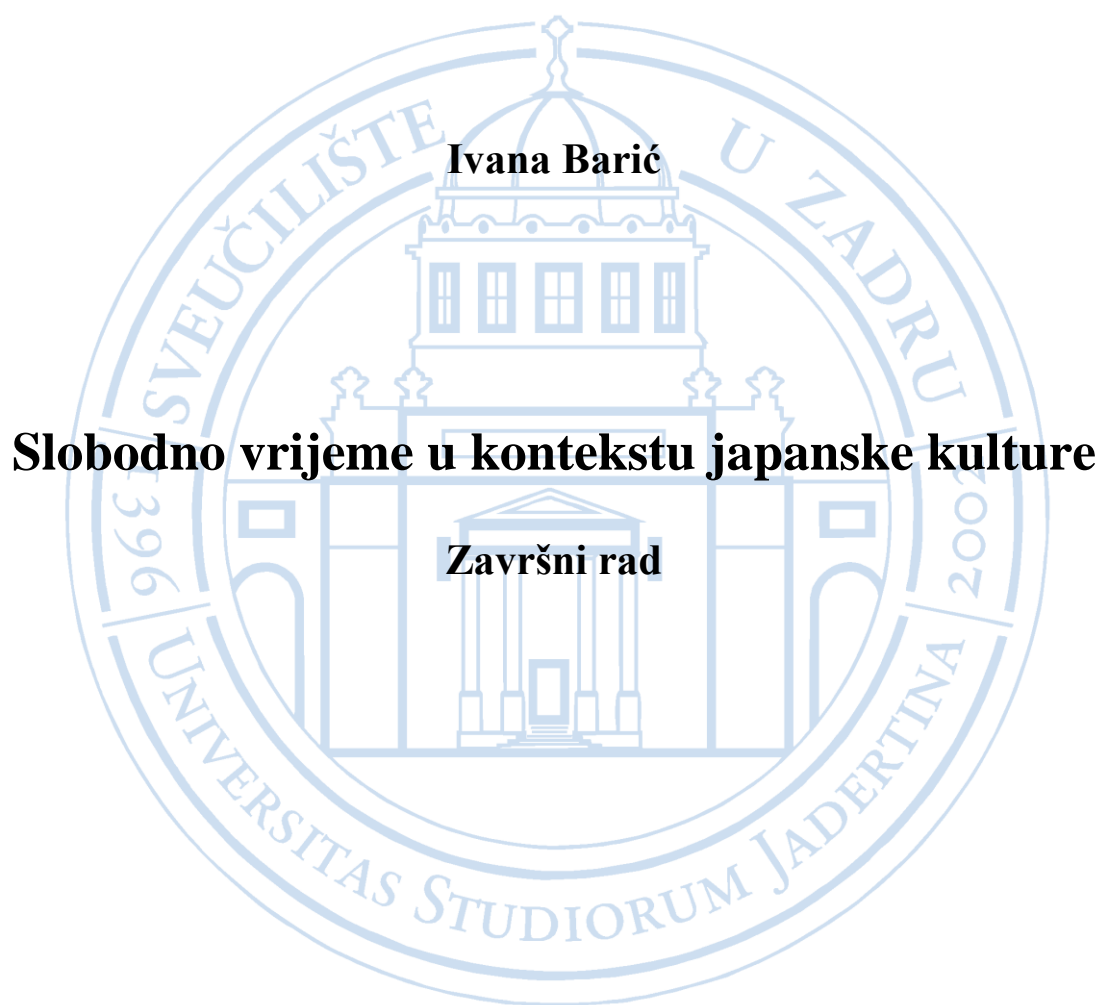 Ivana Barić
Slobodno vrijeme u kontekstu japanske kulture
Završni rad
SVEUČILIŠTE U ZADRU
1396
2002
UNIVERSITAS STUDIORUM JADERTINA